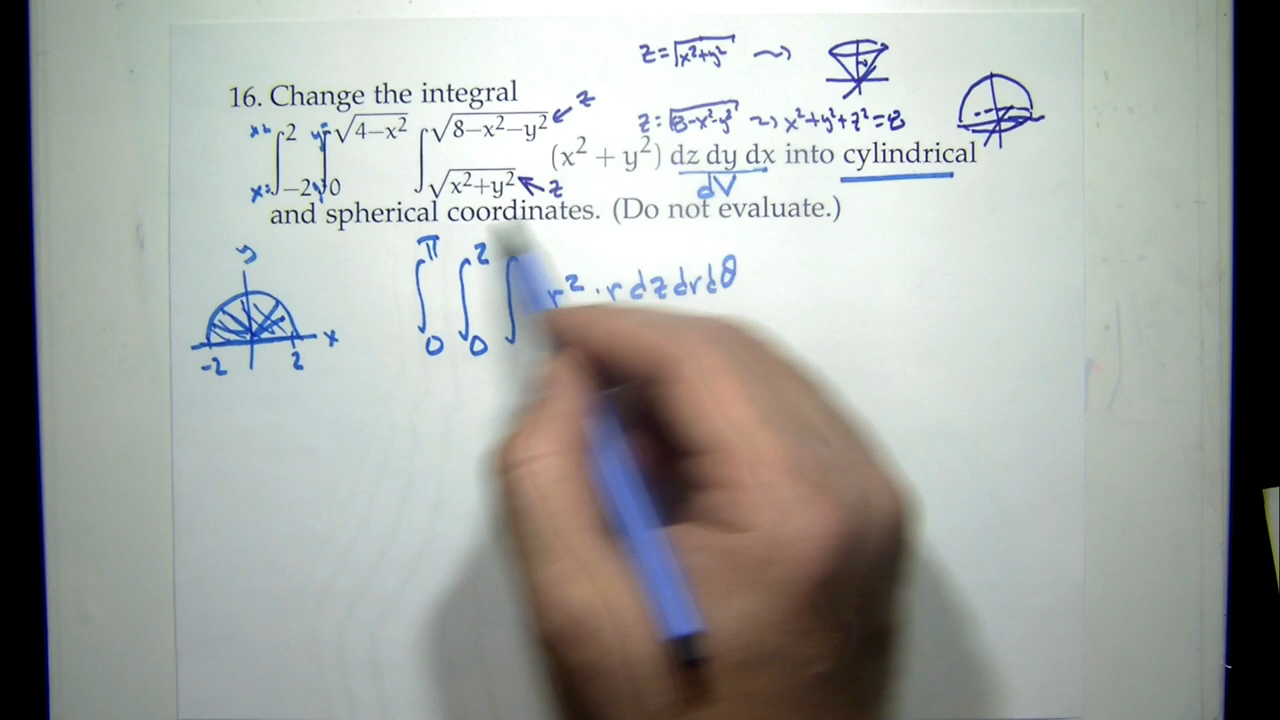 z=√x²+y² ⇝
16. Change the integral
z=√8-x²-y² ⇝ x²+y²+z²=8
∫_{-2}^{2} ∫_{0}^{√4−x²} ∫_{√x²+y²}^{√8−x²−y²} (x² + y²) dz dy dx into cylindrical
x= x= y= y= z z dV
and spherical coordinates. (Do not evaluate.)
y
∫_{0}^{π} ∫_{0}^{2} ∫ r² · r dz dr dθ
x
-2 2